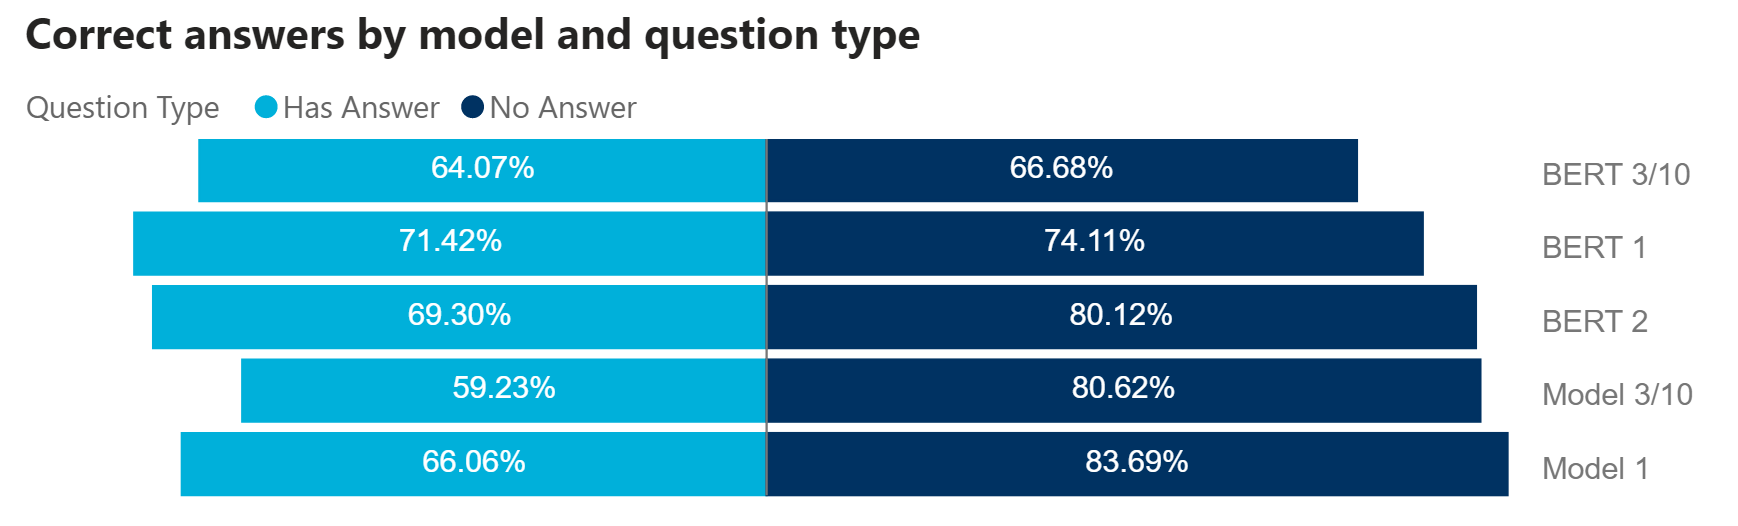 Correct answers by model and question type
Question Type Has Answer No Answer
64.07% 66.68% BERT 3/10
71.42% 74.11% BERT 1
69.30% 80.12% BERT 2
59.23% 80.62% Model 3/10
66.06% 83.69% Model 1